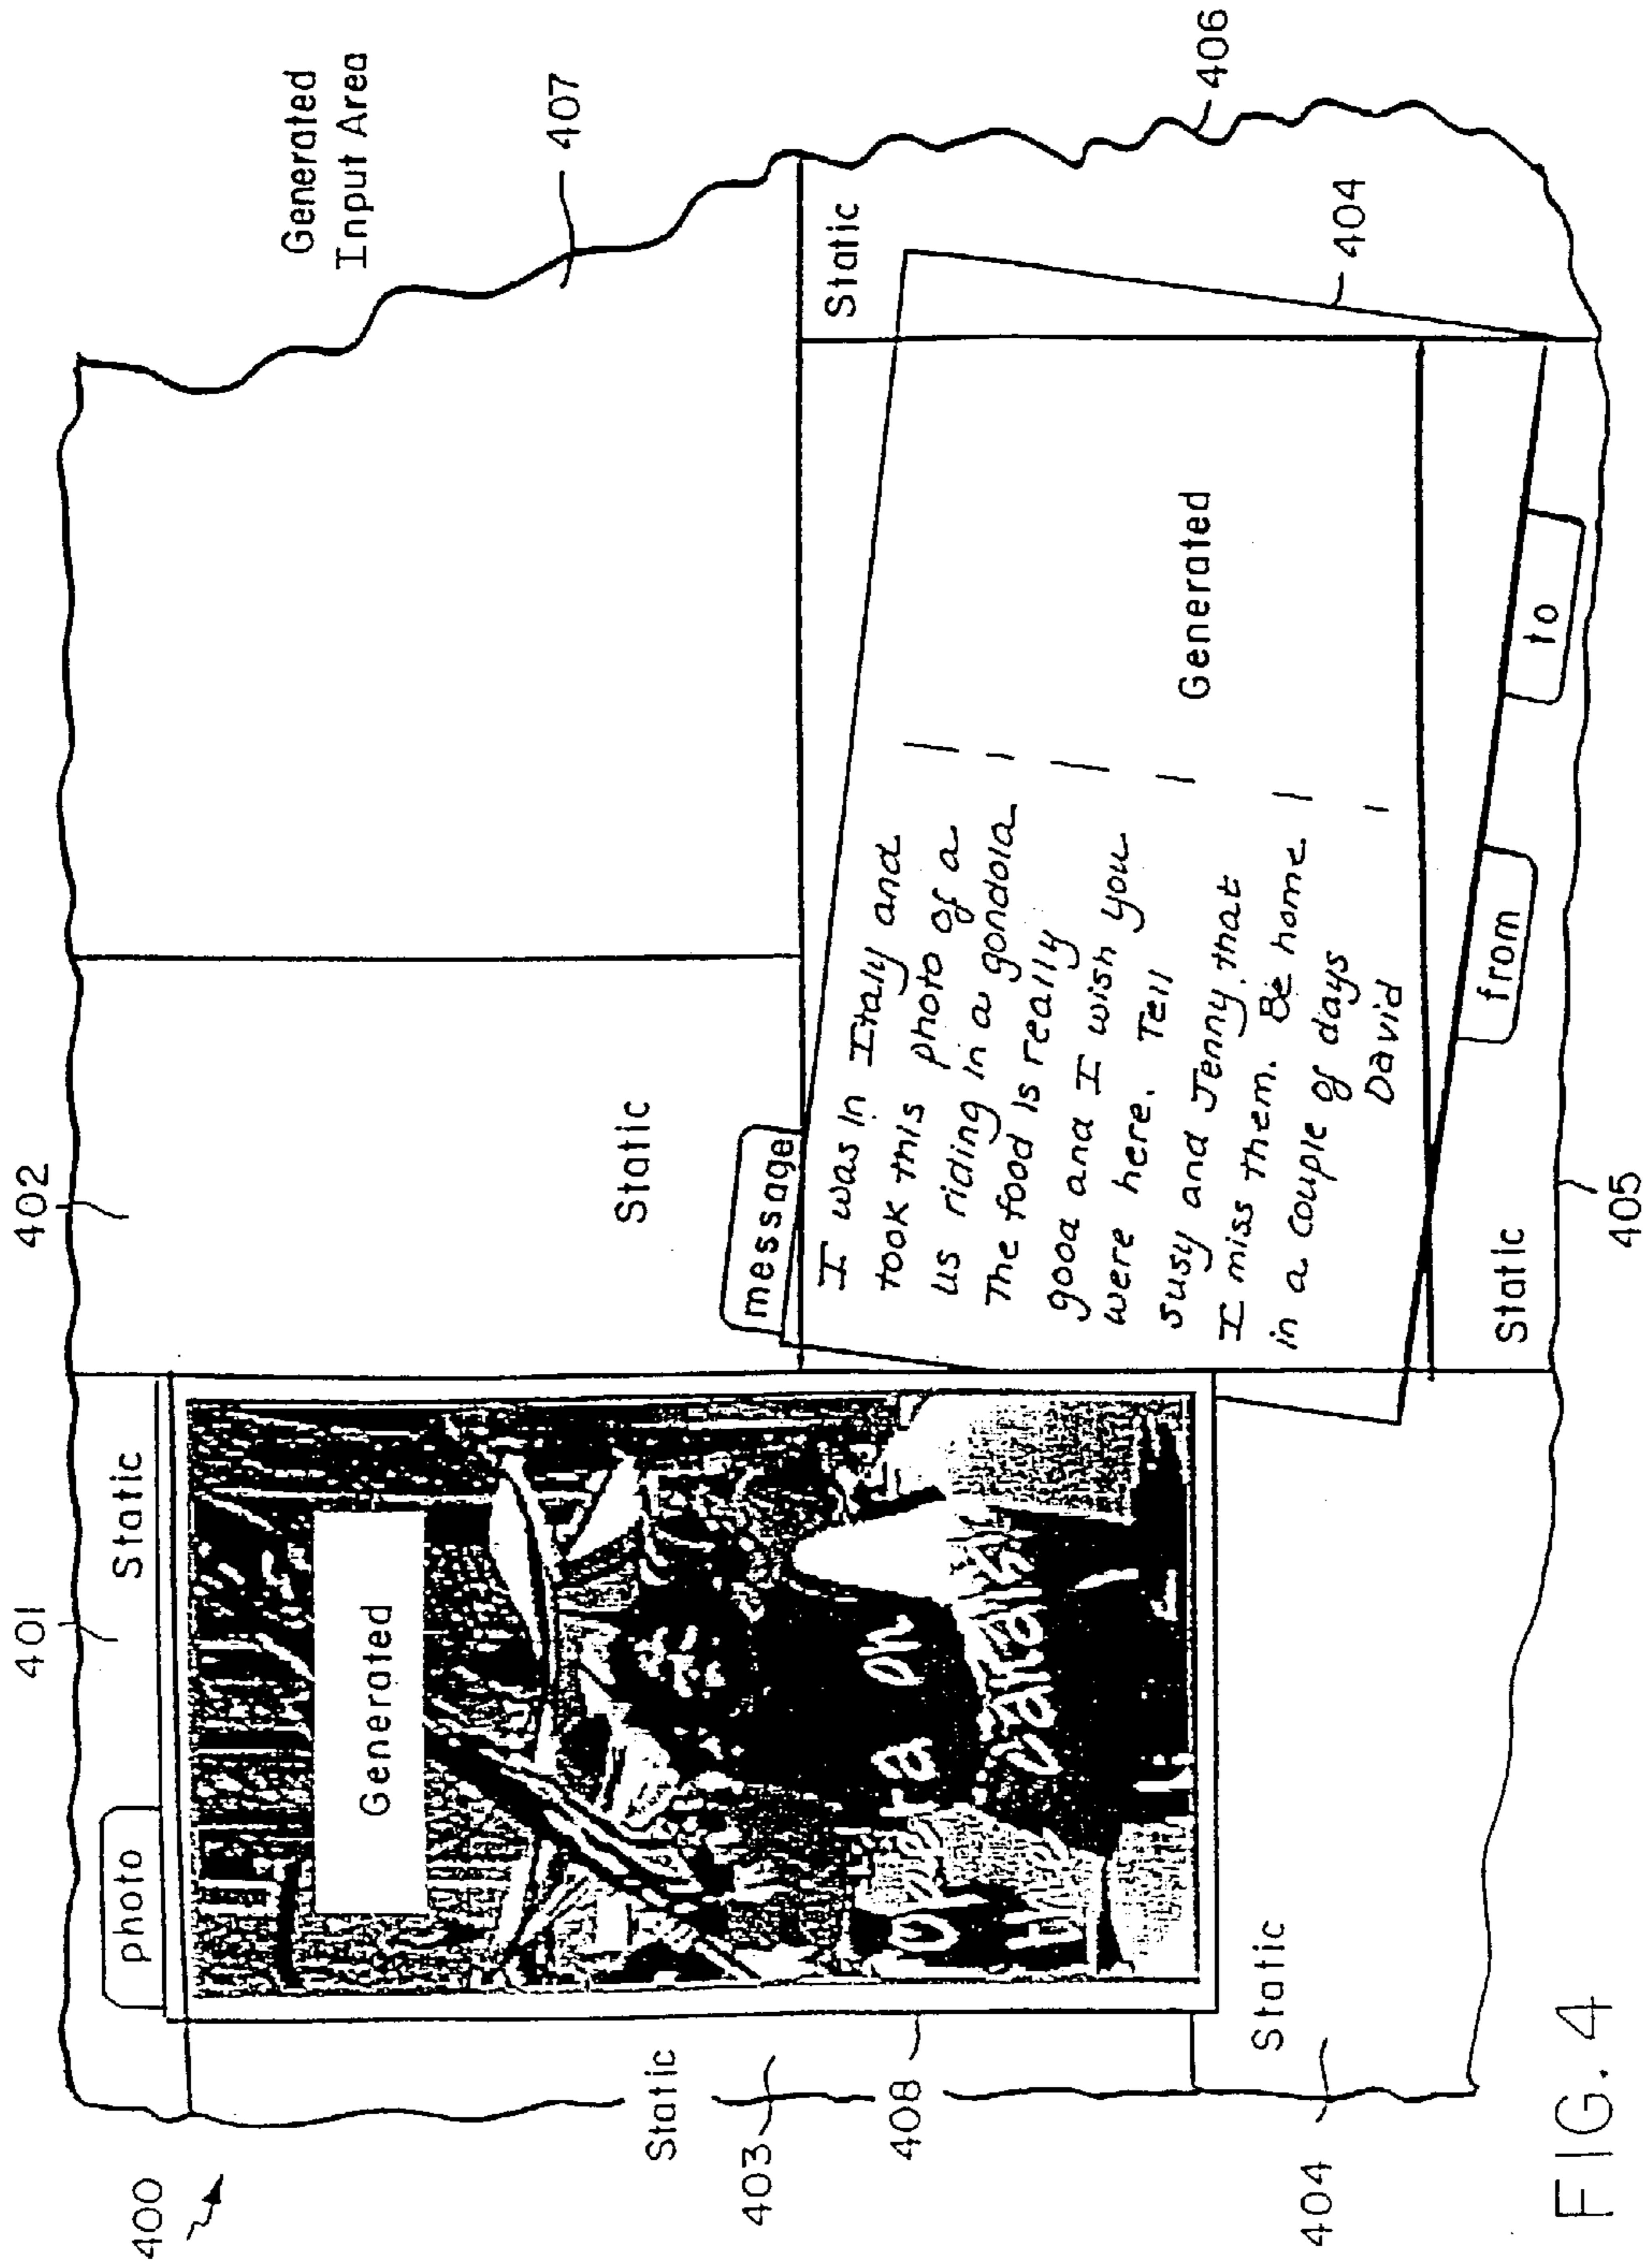 400
401
402
photo
Static
Generated
Input Area
407
Generated
Static
Static
403
408
message
Static
I was in Italy and
took this photo of a
us riding in a gondola
The food is really
good and I wish you
were here. Tell
susy and Jenny that
I miss them. Be home
in a couple of days
David
Generated
406
404
Static
404
from
to
Static
405
FIG. 4